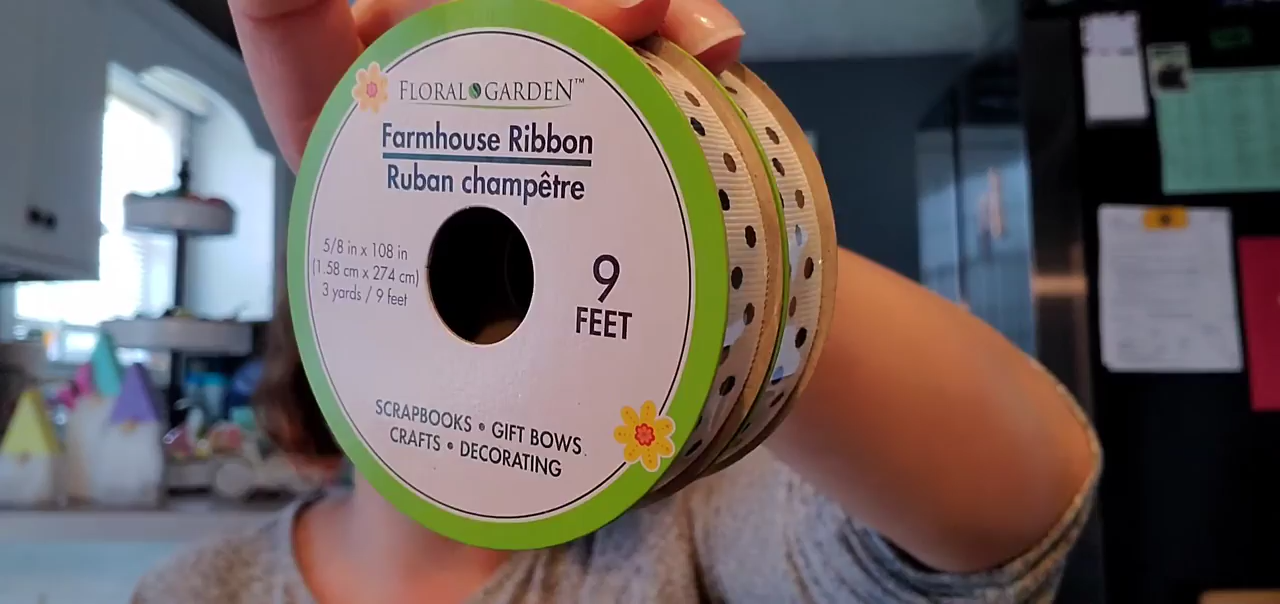 FLORAL GARDEN™
Farmhouse Ribbon
Ruban champêtre
5/8 in x 108 in
(1.58 cm x 274 cm)
3 yards / 9 feet
9
FEET
SCRAPBOOKS • GIFT BOWS
CRAFTS • DECORATING